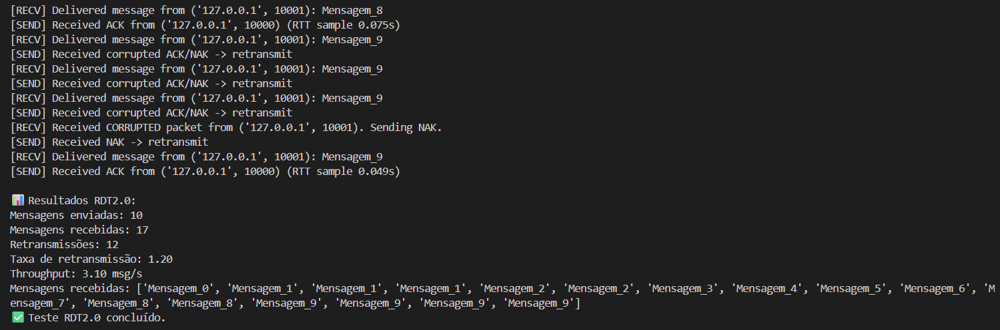 [RECV] Delivered message from ('127.0.0.1', 10001): Mensagem_8
[SEND] Received ACK from ('127.0.0.1', 10000) (RTT sample 0.075s)
[RECV] Delivered message from ('127.0.0.1', 10001): Mensagem_9
[SEND] Received corrupted ACK/NAK -> retransmit
[RECV] Delivered message from ('127.0.0.1', 10001): Mensagem_9
[SEND] Received corrupted ACK/NAK -> retransmit
[RECV] Delivered message from ('127.0.0.1', 10001): Mensagem_9
[SEND] Received corrupted ACK/NAK -> retransmit
[RECV] Received CORRUPTED packet from ('127.0.0.1', 10001). Sending NAK.
[SEND] Received NAK -> retransmit
[RECV] Delivered message from ('127.0.0.1', 10001): Mensagem_9
[SEND] Received ACK from ('127.0.0.1', 10000) (RTT sample 0.049s)
📊 Resultados RDT2.0:
Mensagens enviadas: 10
Mensagens recebidas: 17
Retransmissões: 12
Taxa de retransmissão: 1.20
Throughput: 3.10 msg/s
Mensagens recebidas: ['Mensagem_0', 'Mensagem_1', 'Mensagem_1', 'Mensagem_1', 'Mensagem_2', 'Mensagem_2', 'Mensagem_3', 'Mensagem_4', 'Mensagem_5', 'Mensagem_6', 'M
ensagem_7', 'Mensagem_8', 'Mensagem_8', 'Mensagem_9', 'Mensagem_9', 'Mensagem_9', 'Mensagem_9']
✅ Teste RDT2.0 concluído.